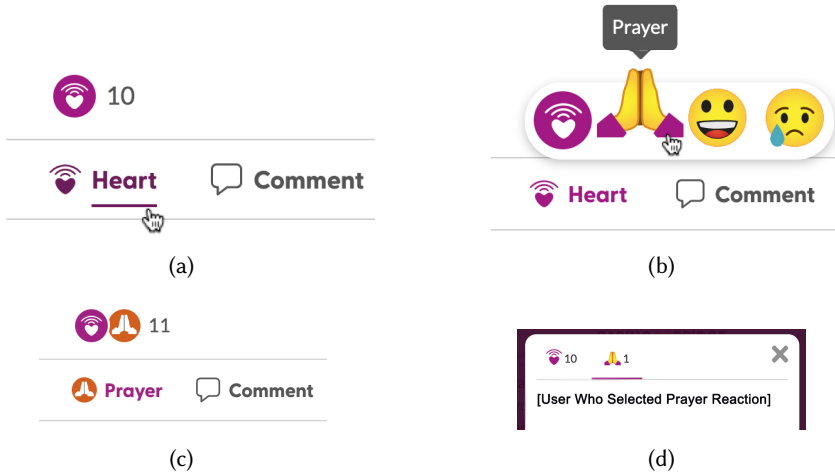 10
Heart Comment
(a)
Prayer
Heart Comment
(b)
11
Prayer Comment
(c)
10 1
[User Who Selected Prayer Reaction]
(d)